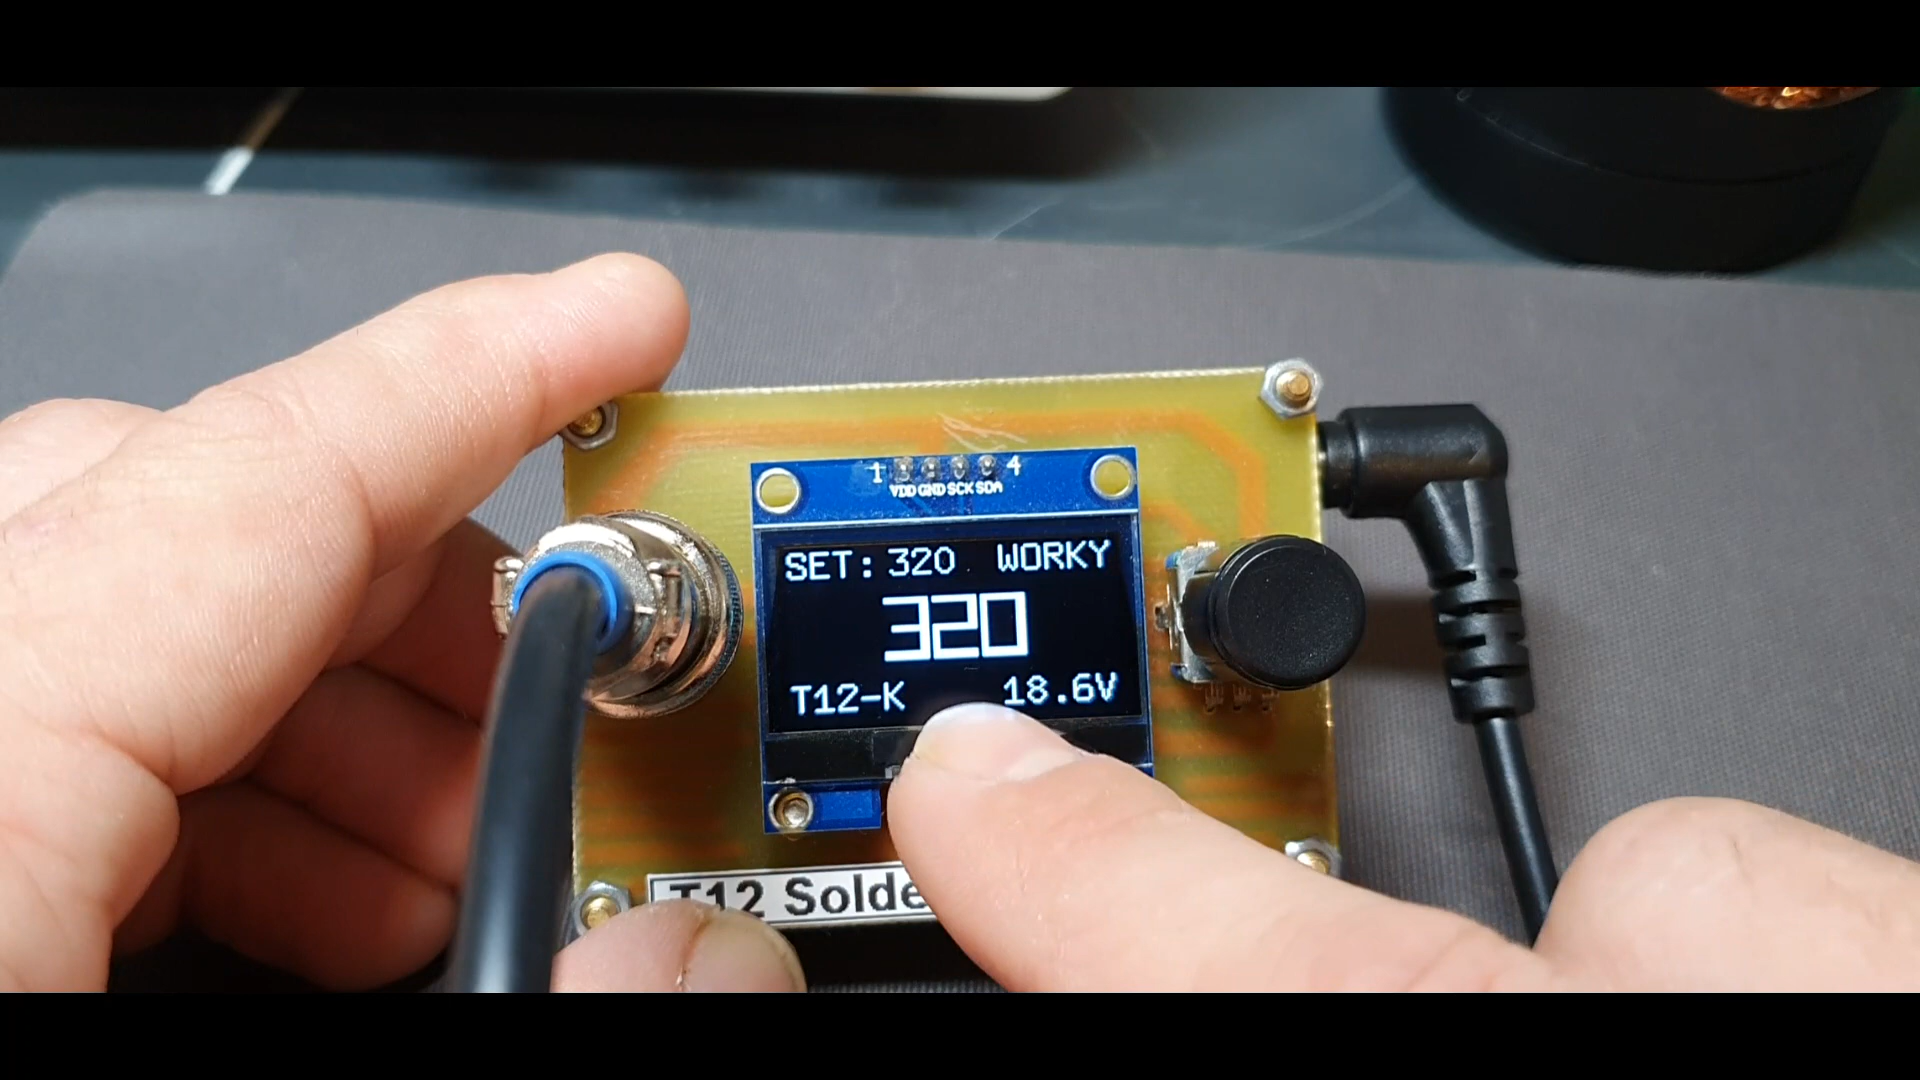 1 4
VDD GND SCK SDA
SET: 320 WORKY
320
T12-K 18.6V
T12 Solde